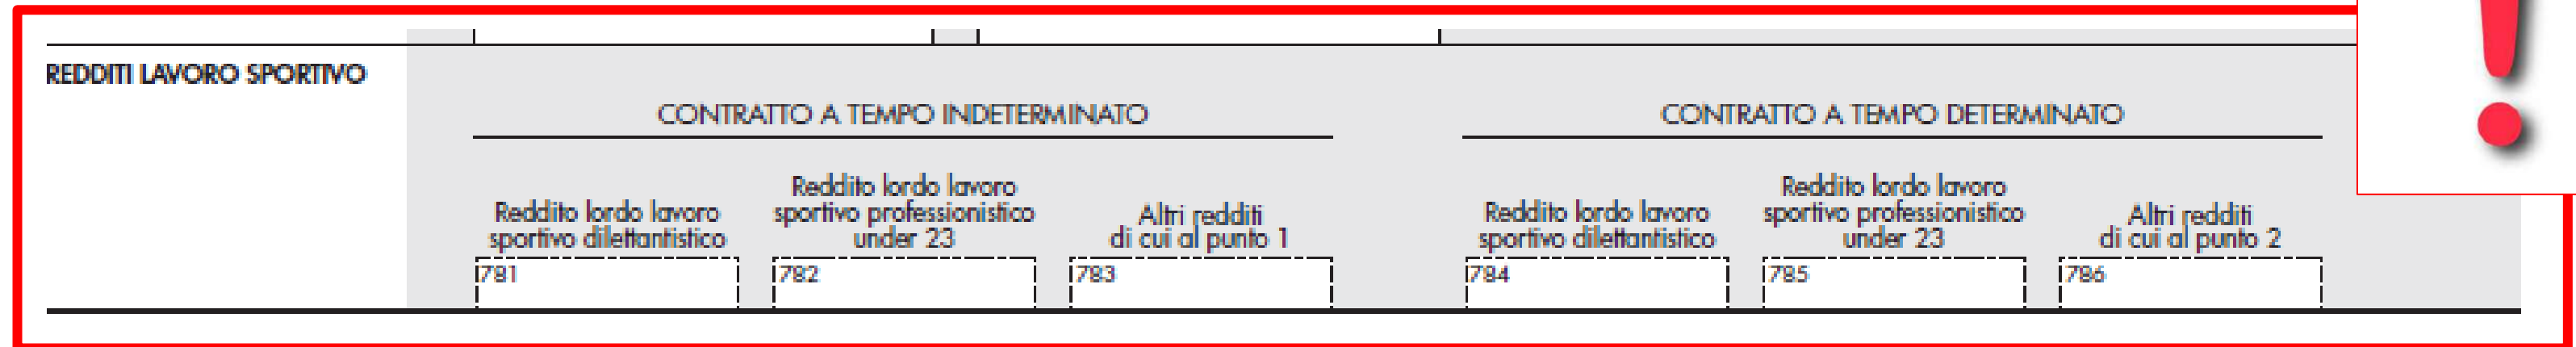 REDDITI LAVORO SPORTIVO
CONTRATTO A TEMPO INDETERMINATO
CONTRATTO A TEMPO DETERMINATO
Reddito lordo lavoro
sportivo dilettantistico
Reddito lordo lavoro
sportivo professionistico
under 23
Altri redditi
di cui al punto 1
Reddito lordo lavoro
sportivo dilettantistico
Reddito lordo lavoro
sportivo professionistico
under 23
Altri redditi
di cui al punto 2
781
782
783
784
785
786
!